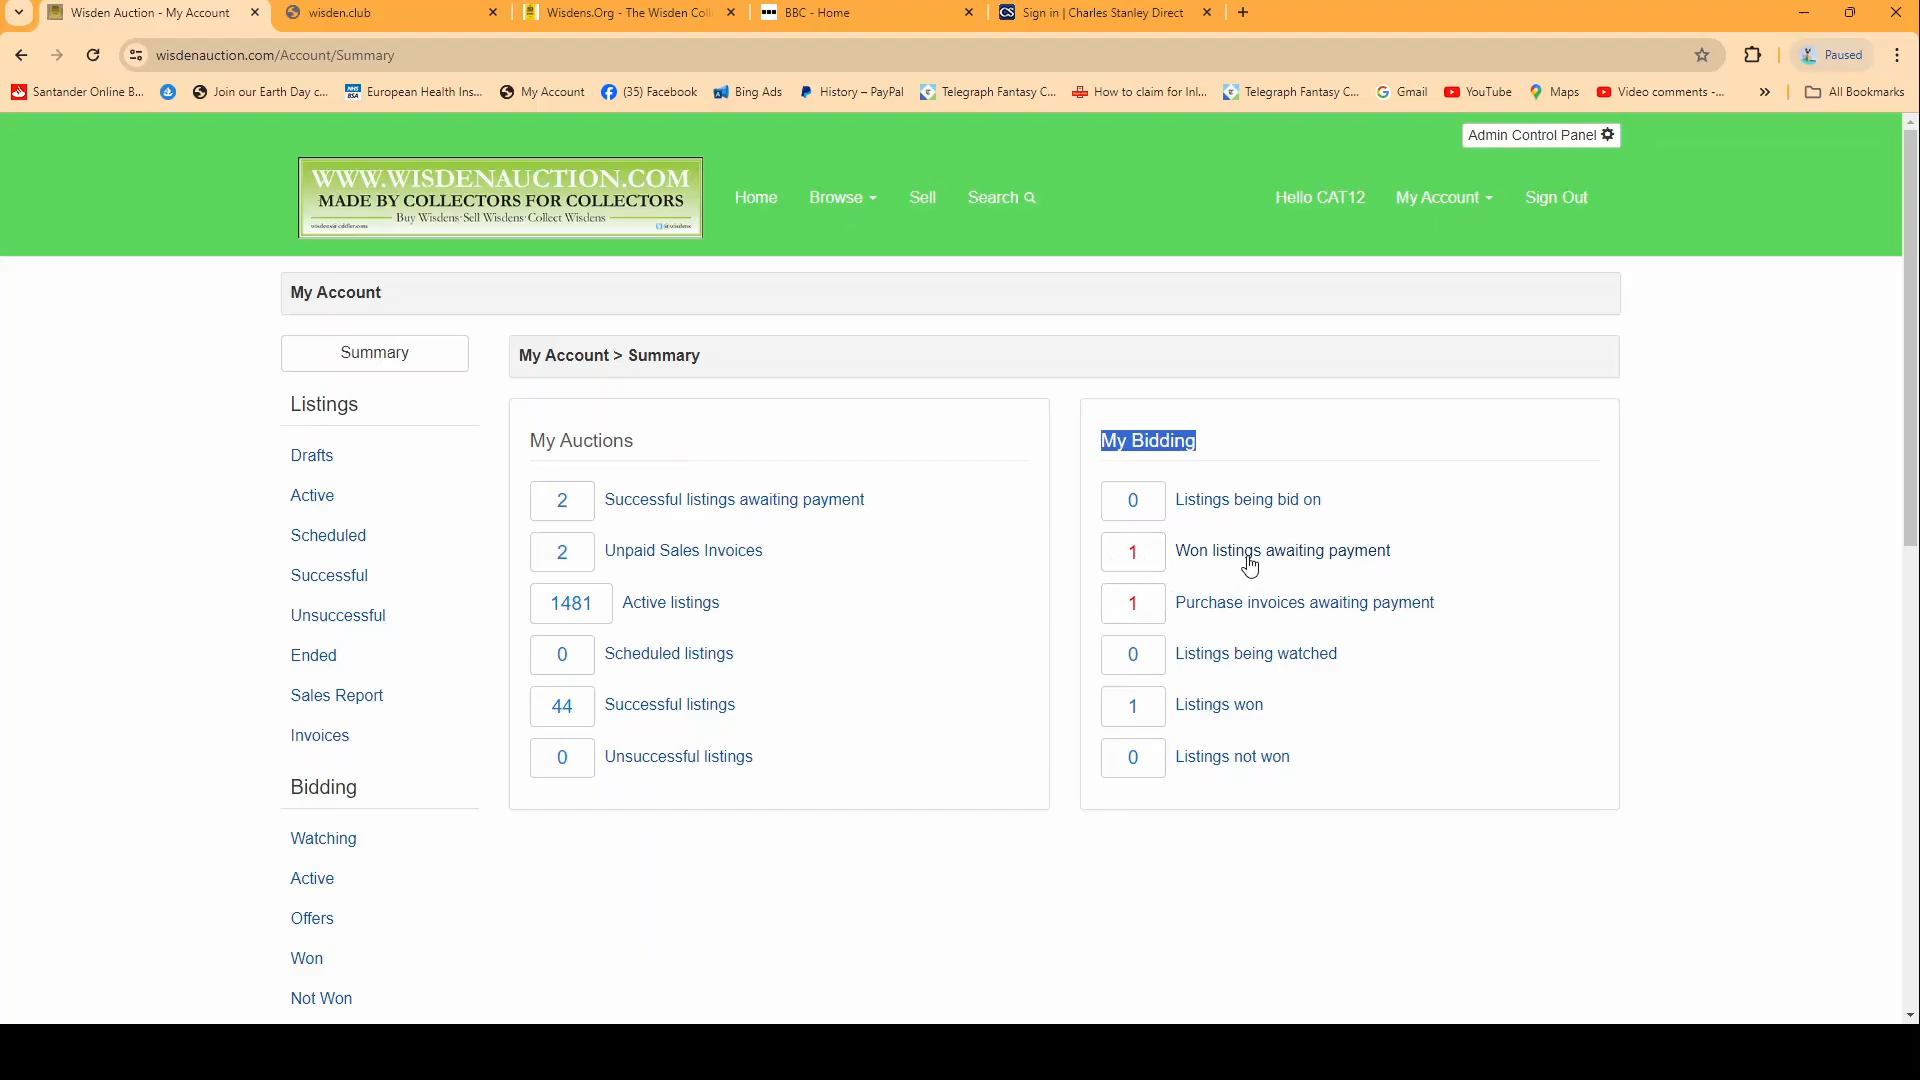 Wisden Auction - My Account
wisden.club
Wisdens.Org - The Wisden Col
BBC - Home
Sign in | Charles Stanley Direct
wisdenauction.com/Account/Summary
Paused
Santander Online B...
Join our Earth Day c...
European Health Ins...
My Account
(35) Facebook
Bing Ads
History – PayPal
Telegraph Fantasy C...
How to claim for Inl...
Telegraph Fantasy C...
Gmail
YouTube
Maps
Video comments -...
All Bookmarks
Admin Control Panel
WWW.WISDENAUCTION.COM
MADE BY COLLECTORS FOR COLLECTORS
Buy Wisdens·Sell Wisdens·Collect Wisdens
@wisdens
Home
Browse
Sell
Search
Hello CAT12
My Account
Sign Out
My Account
Summary
Listings
Drafts
Active
Scheduled
Successful
Unsuccessful
Ended
Sales Report
Invoices
Bidding
Watching
Active
Offers
Won
Not Won
My Account > Summary
My Auctions
2 Successful listings awaiting payment
2 Unpaid Sales Invoices
1481 Active listings
0 Scheduled listings
44 Successful listings
0 Unsuccessful listings
My Bidding
0 Listings being bid on
1 Won listings awaiting payment
1 Purchase invoices awaiting payment
0 Listings being watched
1 Listings won
0 Listings not won